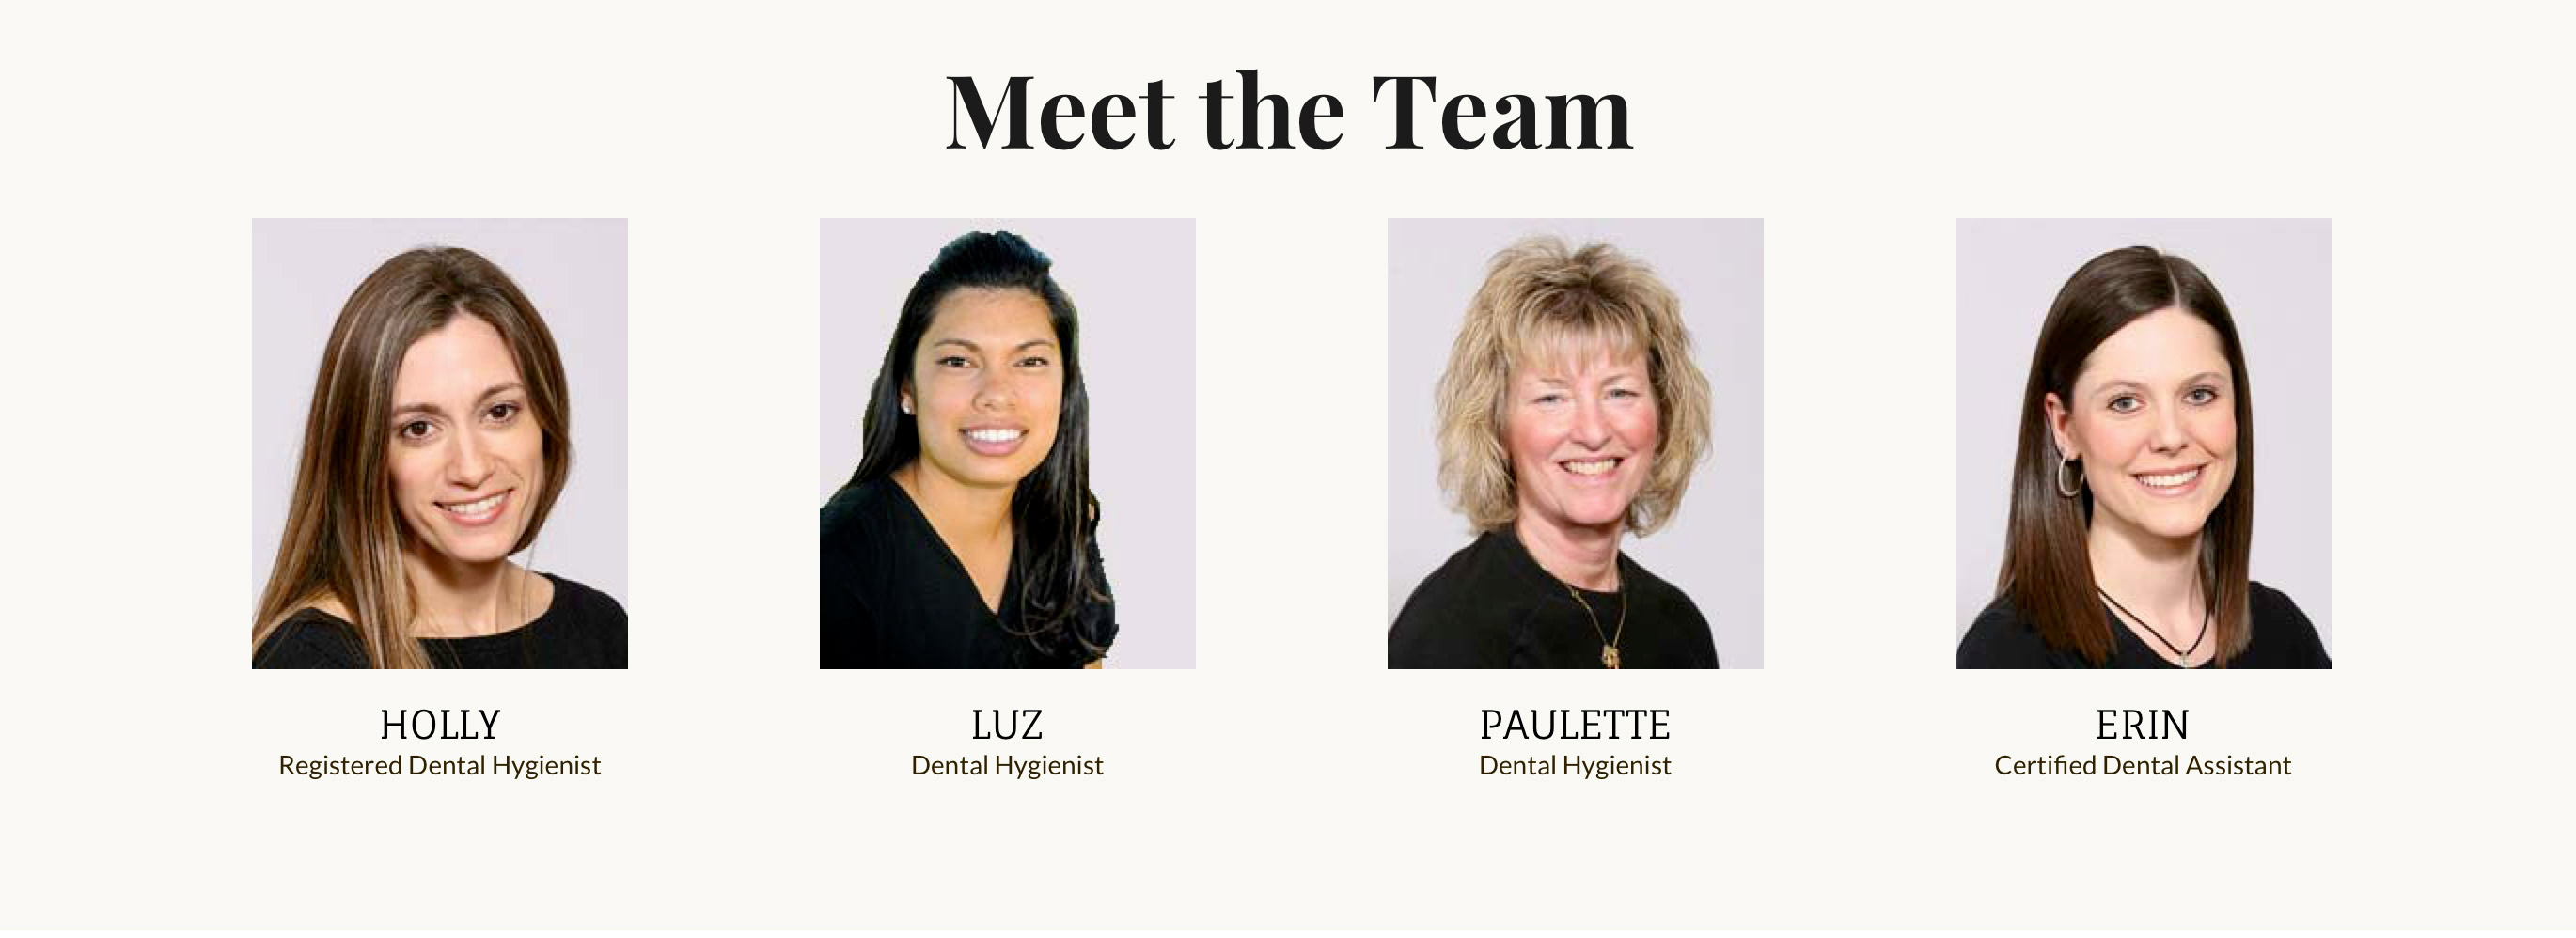 Meet the Team
HOLLY
Registered Dental Hygienist
LUZ
Dental Hygienist
PAULETTE
Dental Hygienist
ERIN
Certified Dental Assistant